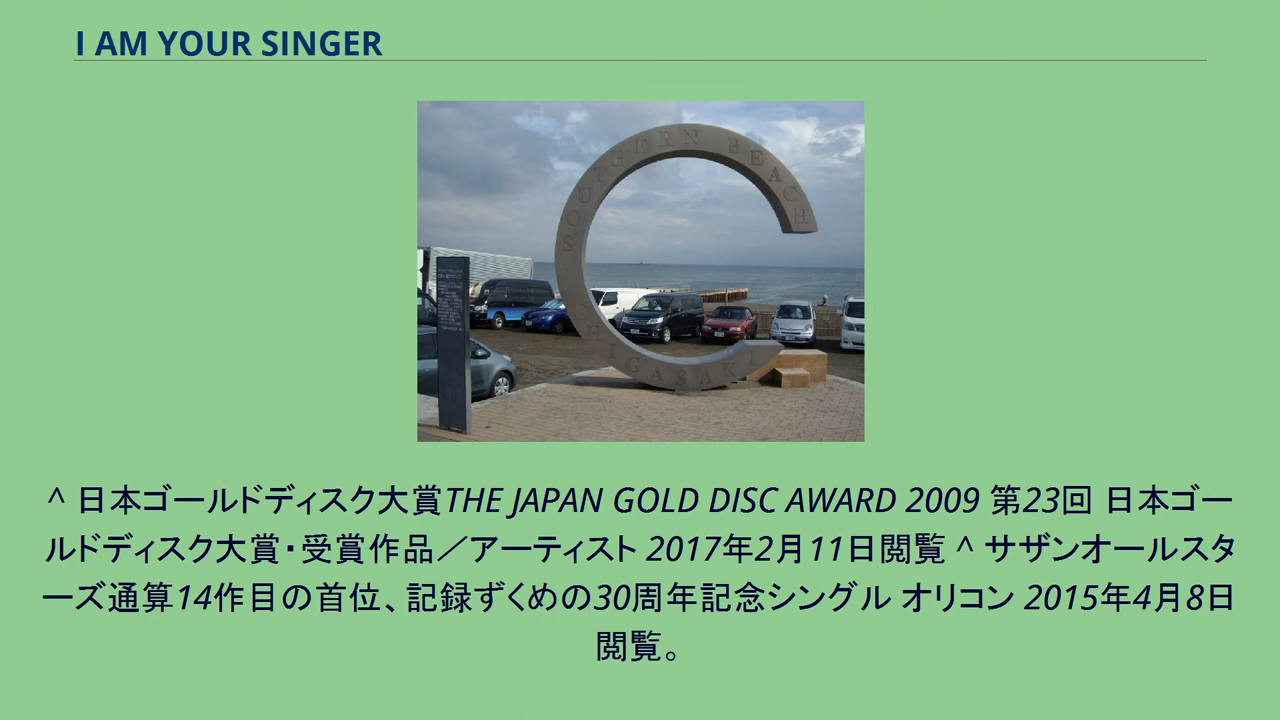 I AM YOUR SINGER
SOUTHERN BEACH
CHIGASAKI
^ 日本ゴールドディスク大賞THE JAPAN GOLD DISC AWARD 2009 第23回 日本ゴー
ルドディスク大賞・受賞作品／アーティスト 2017年2月11日閲覧 ^ サザンオールスタ
ーズ通算14作目の首位、記録ずくめの30周年記念シングル オリコン 2015年4月8日
閲覧。